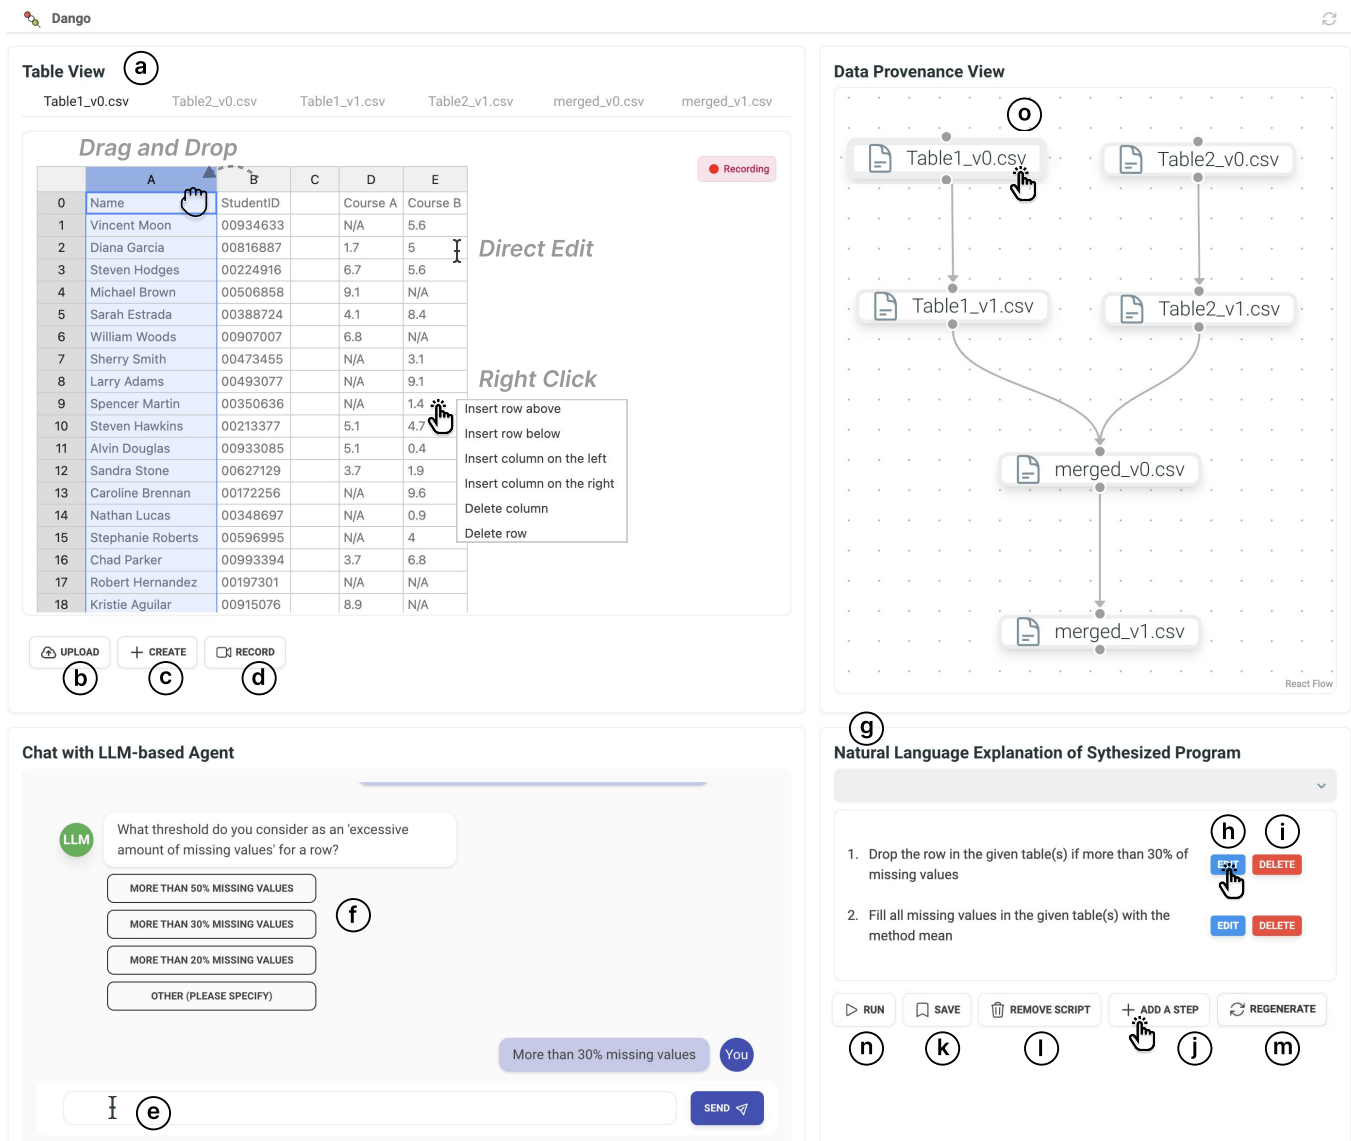 Dango
Table View a
Table1_v0.csv Table2_v0.csv Table1_v1.csv Table2_v1.csv merged_v0.csv merged_v1.csv
Drag and Drop
Recording
A B C D E
0 Name StudentID Course A Course B
1 Vincent Moon 00934633 N/A 5.6
2 Diana Garcia 00816887 1.7 5
3 Steven Hodges 00224916 6.7 5.6
4 Michael Brown 00506858 9.1 N/A
5 Sarah Estrada 00388724 4.1 8.4
6 William Woods 00907007 6.8 N/A
7 Sherry Smith 00473455 N/A 3.1
8 Larry Adams 00493077 N/A 9.1
9 Spencer Martin 00350636 N/A 1.4
10 Steven Hawkins 00213377 5.1 4.7
11 Alvin Douglas 00933085 5.1 0.4
12 Sandra Stone 00627129 3.7 1.9
13 Caroline Brennan 00172256 N/A 9.6
14 Nathan Lucas 00348697 N/A 0.9
15 Stephanie Roberts 00596995 N/A 4
16 Chad Parker 00993394 3.7 6.8
17 Robert Hernandez 00197301 N/A N/A
18 Kristie Aguilar 00915076 8.9 N/A
Direct Edit
Right Click
Insert row above
Insert row below
Insert column on the left
Insert column on the right
Delete column
Delete row
UPLOAD CREATE RECORD
b c d
Data Provenance View
o
Table1_v0.csv Table2_v0.csv
Table1_v1.csv Table2_v1.csv
merged_v0.csv
merged_v1.csv
React Flow
Chat with LLM-based Agent
LLM
What threshold do you consider as an 'excessive
amount of missing values' for a row?
MORE THAN 50% MISSING VALUES
MORE THAN 30% MISSING VALUES
MORE THAN 20% MISSING VALUES
OTHER (PLEASE SPECIFY)
f
More than 30% missing values You
e
SEND
g
Natural Language Explanation of Sythesized Program
h i
1. Drop the row in the given table(s) if more than 30% of
missing values
EDIT DELETE
2. Fill all missing values in the given table(s) with the
method mean
EDIT DELETE
RUN SAVE REMOVE SCRIPT ADD A STEP REGENERATE
n k l j m